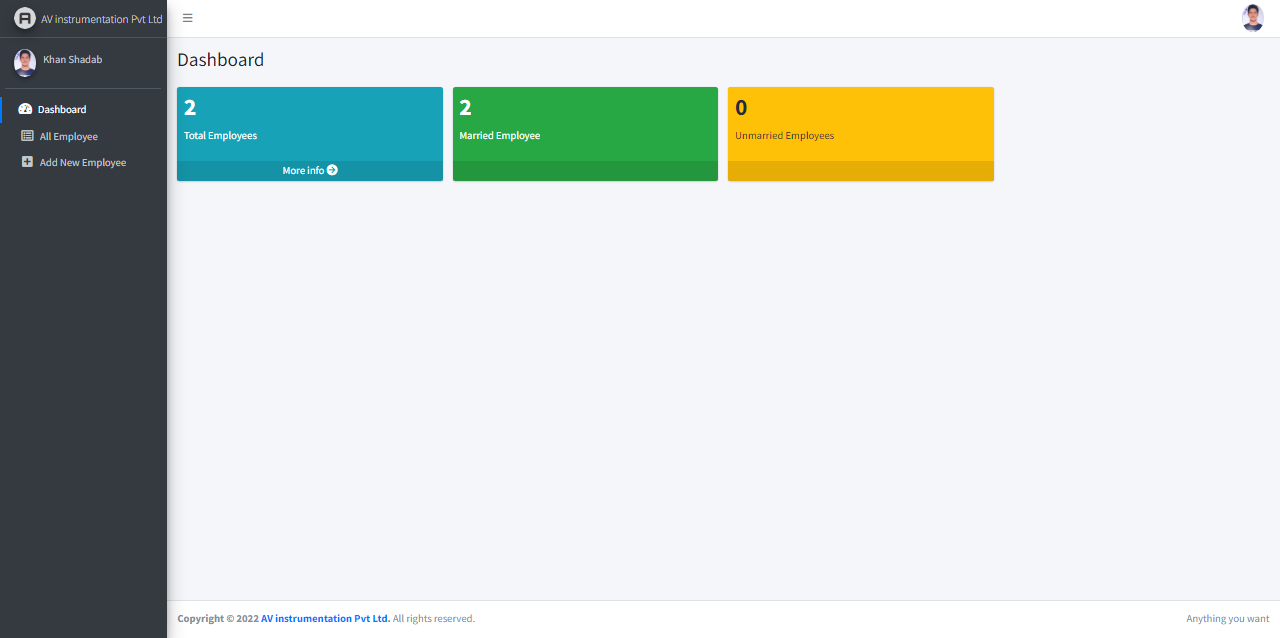 AV instrumentation Pvt Ltd
Khan Shadab
Dashboard
All Employee
Add New Employee
Dashboard
2
Total Employees
More info
2
Married Employee
0
Unmarried Employees
Copyright © 2022 AV instrumentation Pvt Ltd. All rights reserved.
Anything you want